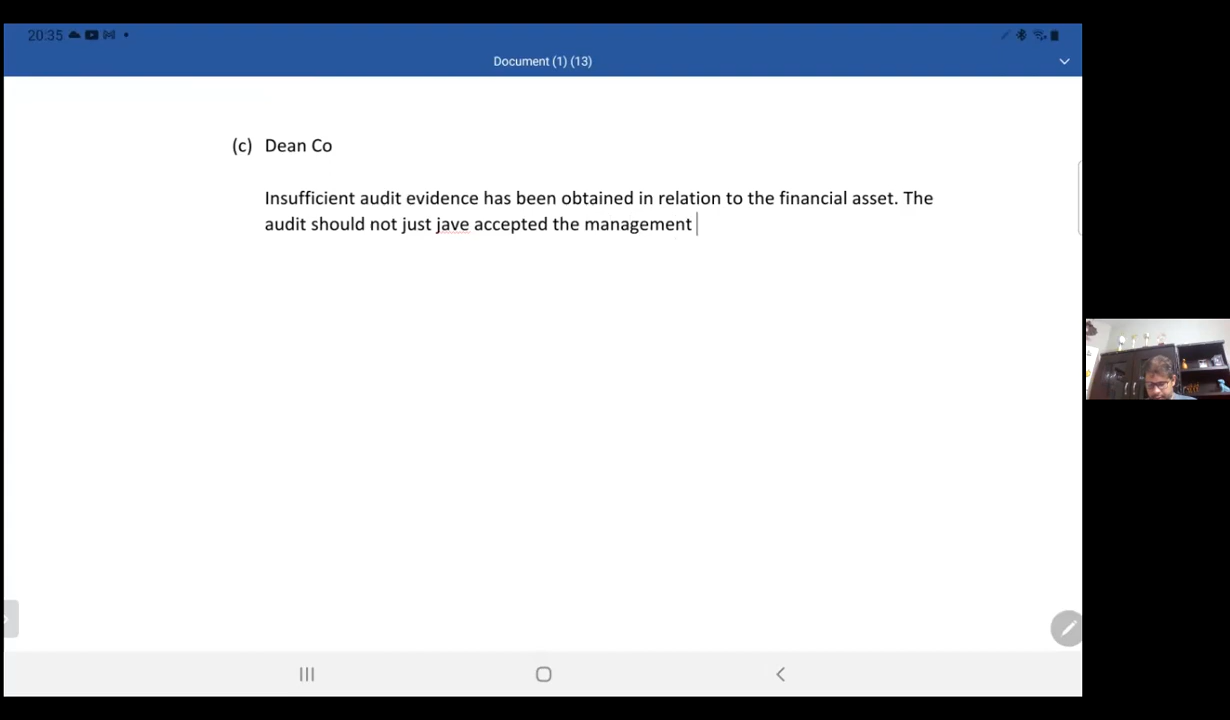 20:35
Document (1) (13)
(c) Dean Co
Insufficient audit evidence has been obtained in relation to the financial asset. The
audit should not just jave accepted the management